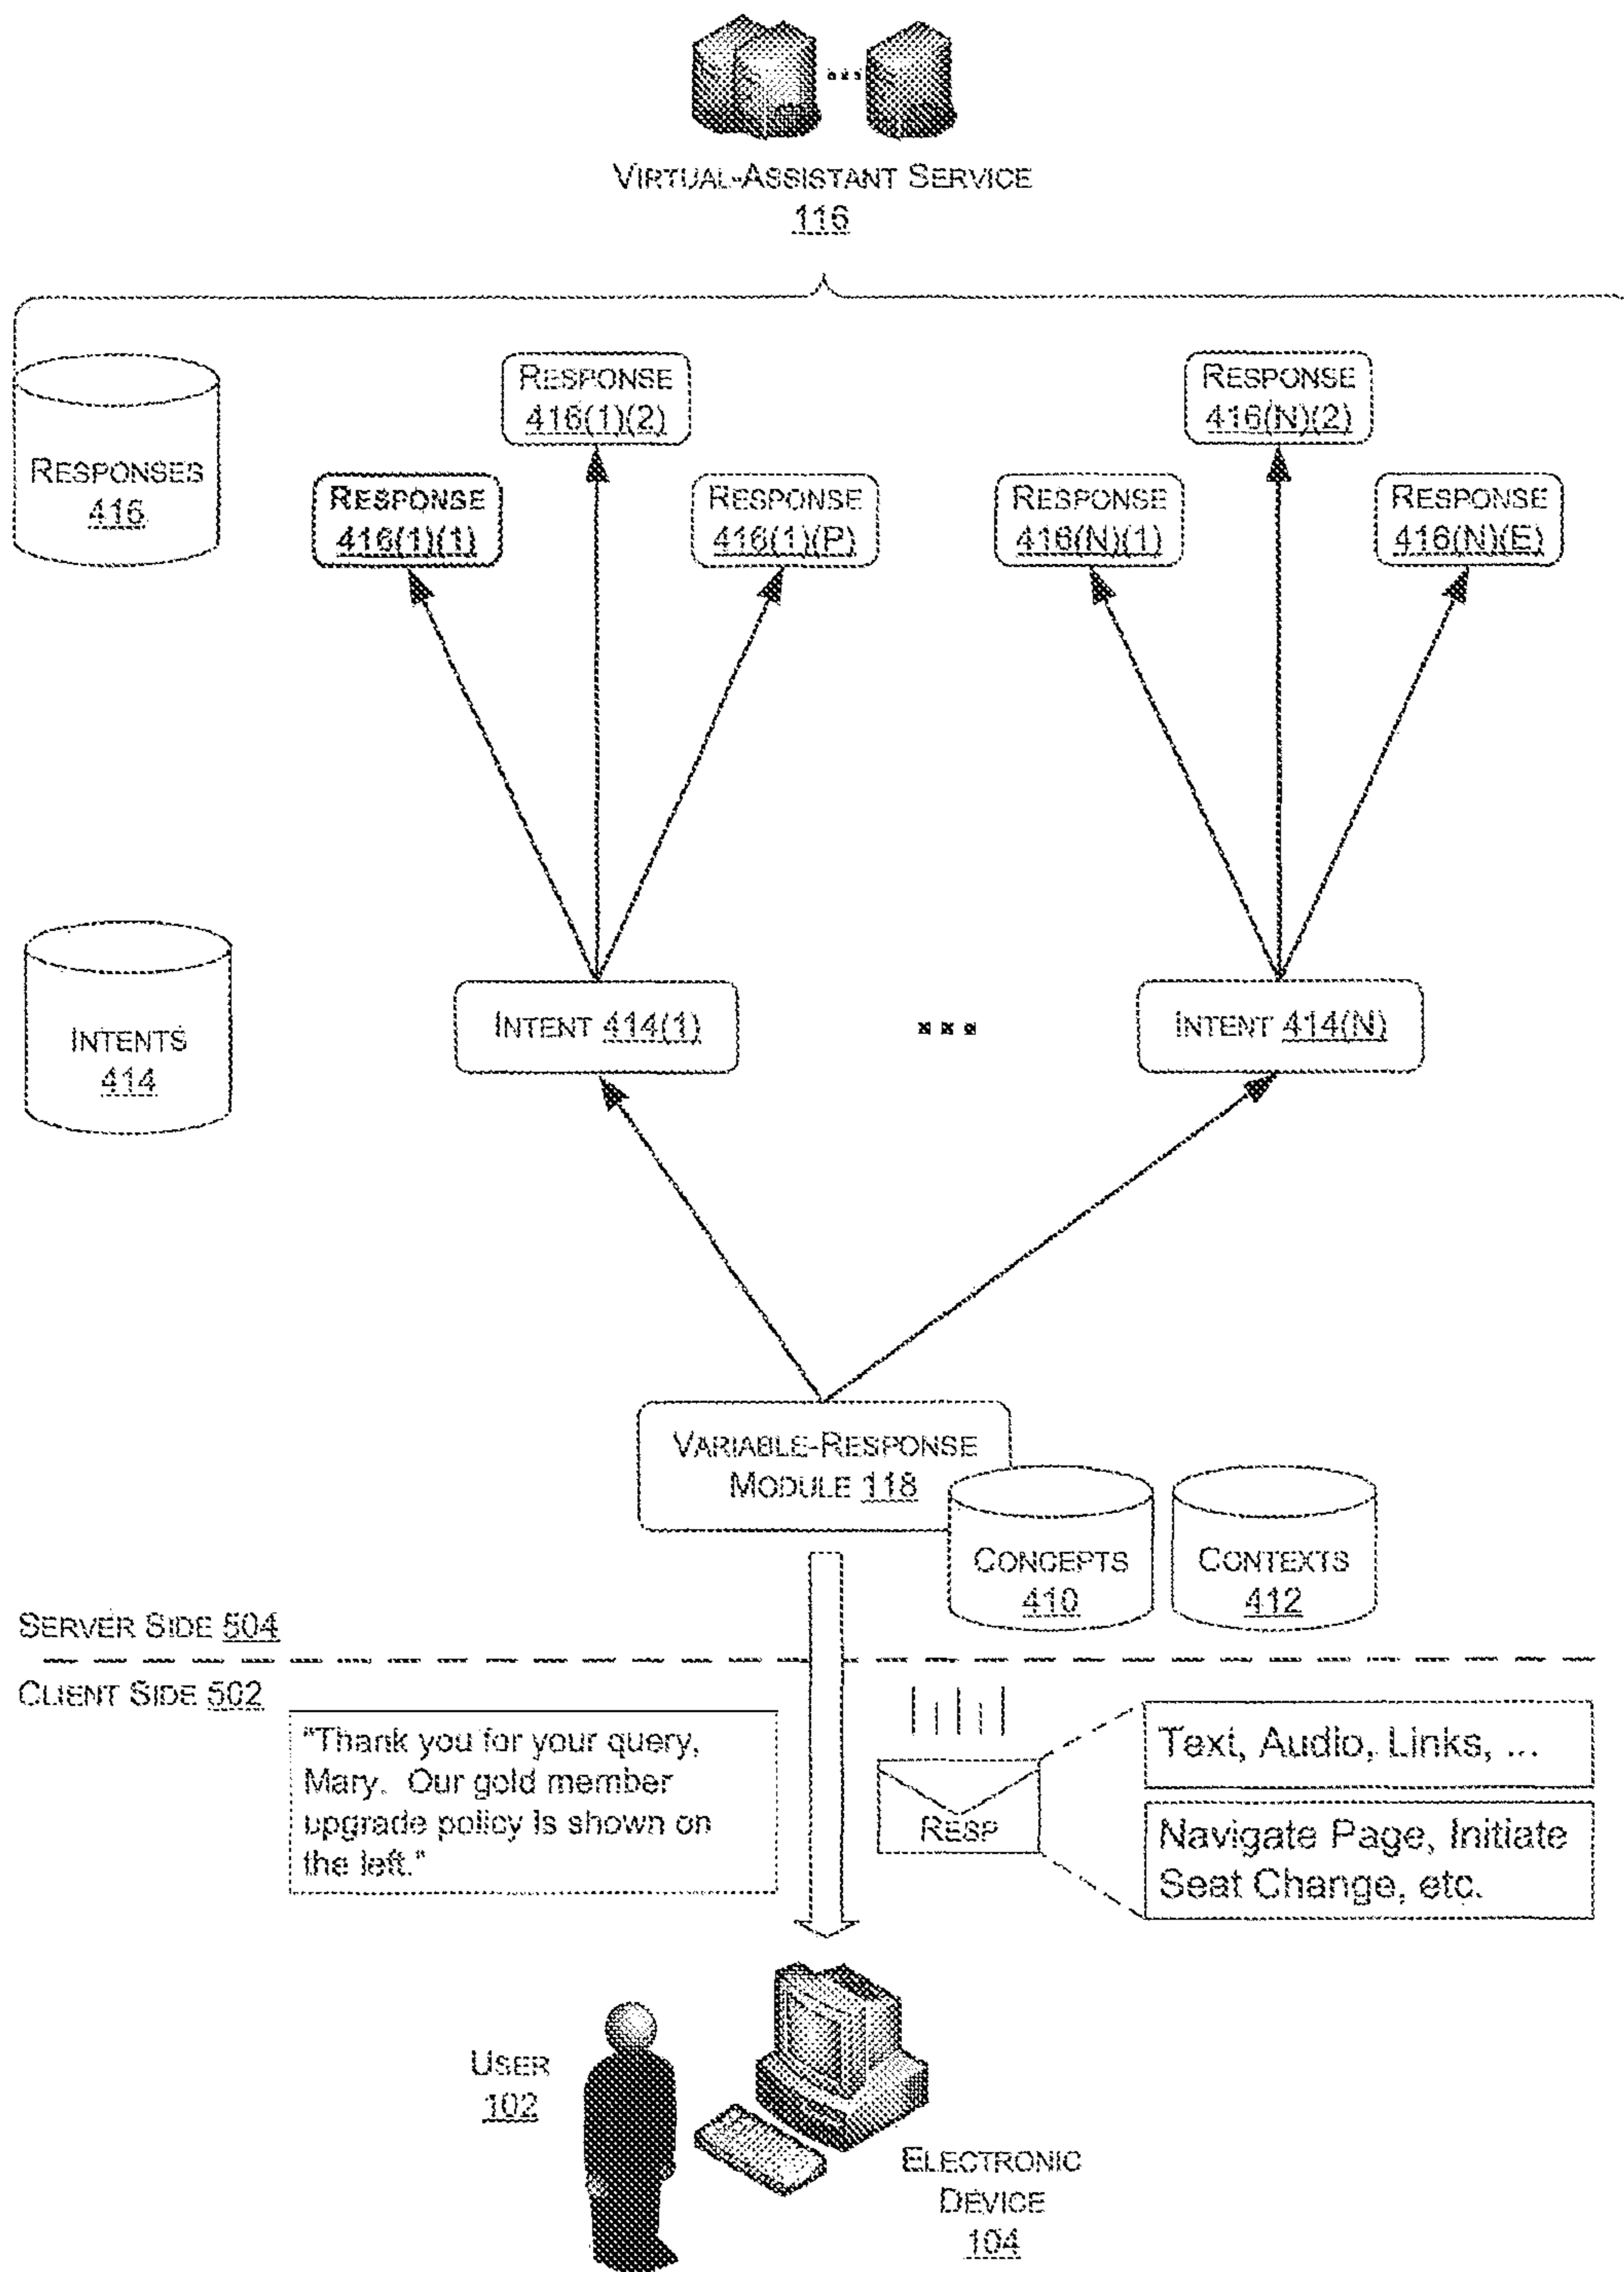 VIRTUAL-ASSISTANT SERVICE
116
RESPONSES
416
RESPONSE
416(1)(1)
RESPONSE
416(1)(2)
RESPONSE
416(1)(P)
RESPONSE
416(N)(1)
RESPONSE
416(N)(2)
RESPONSE
416(N)(E)
INTENTS
414
INTENT 414(1)
...
INTENT 414(N)
VARIABLE-RESPONSE
MODULE 118
CONCEPTS
410
CONTEXTS
412
SERVER SIDE 504
CLIENT SIDE 502
"Thank you for your query,
Mary. Our gold member
upgrade policy is shown on
the left."
RESP
Text, Audio, Links, ...
Navigate Page, Initiate
Seat Change, etc.
USER
102
ELECTRONIC
DEVICE
104